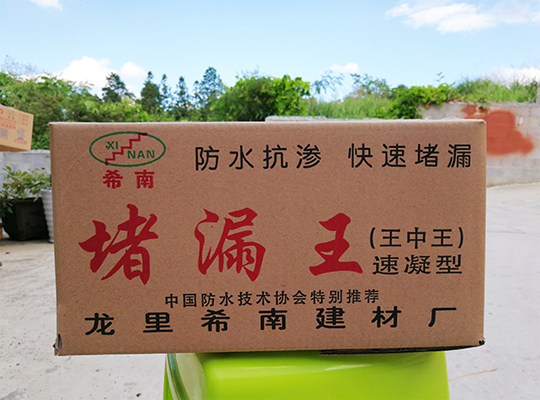 XI
NAN
希南
防水抗渗 快速堵漏
堵漏王
(王中王)
速凝型
中国防水技术协会特别推荐
龙里希南建材厂